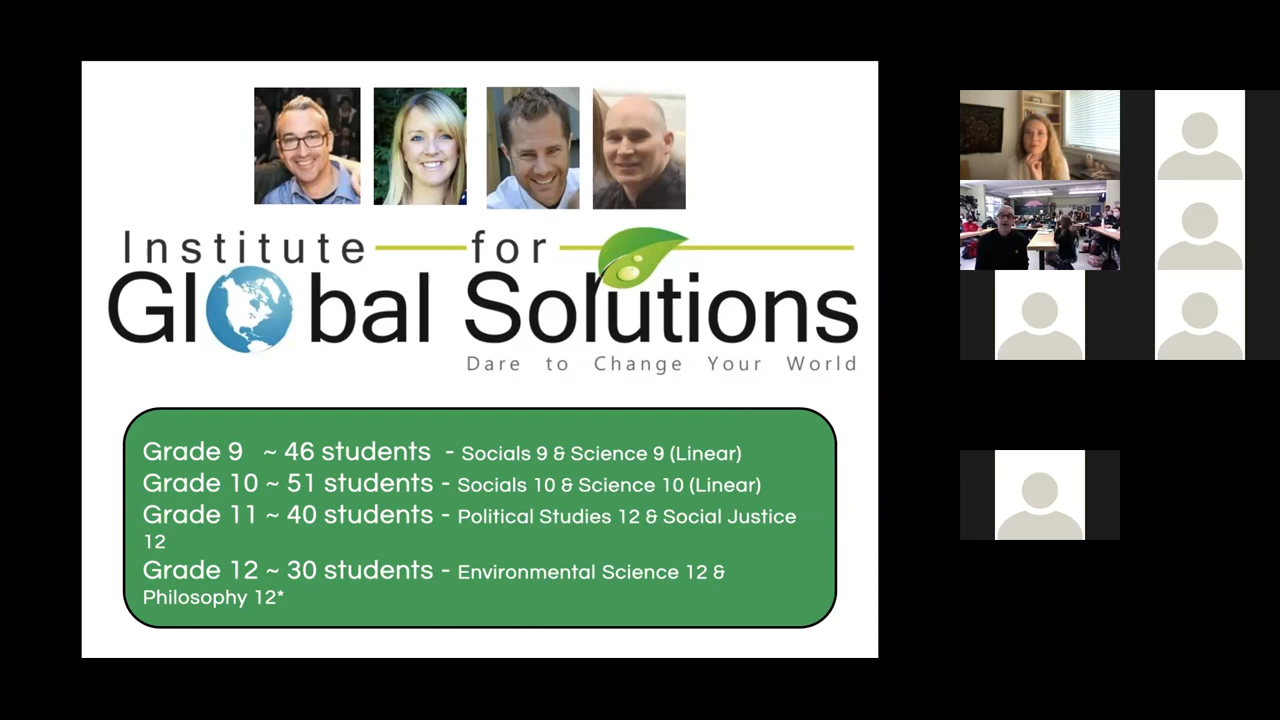 Institute for
Global Solutions
Dare to Change Your World
Grade 9 ~ 46 students - Socials 9 & Science 9 (Linear)
Grade 10 ~ 51 students - Socials 10 & Science 10 (Linear)
Grade 11 ~ 40 students - Political Studies 12 & Social Justice
12
Grade 12 ~ 30 students - Environmental Science 12 &
Philosophy 12*